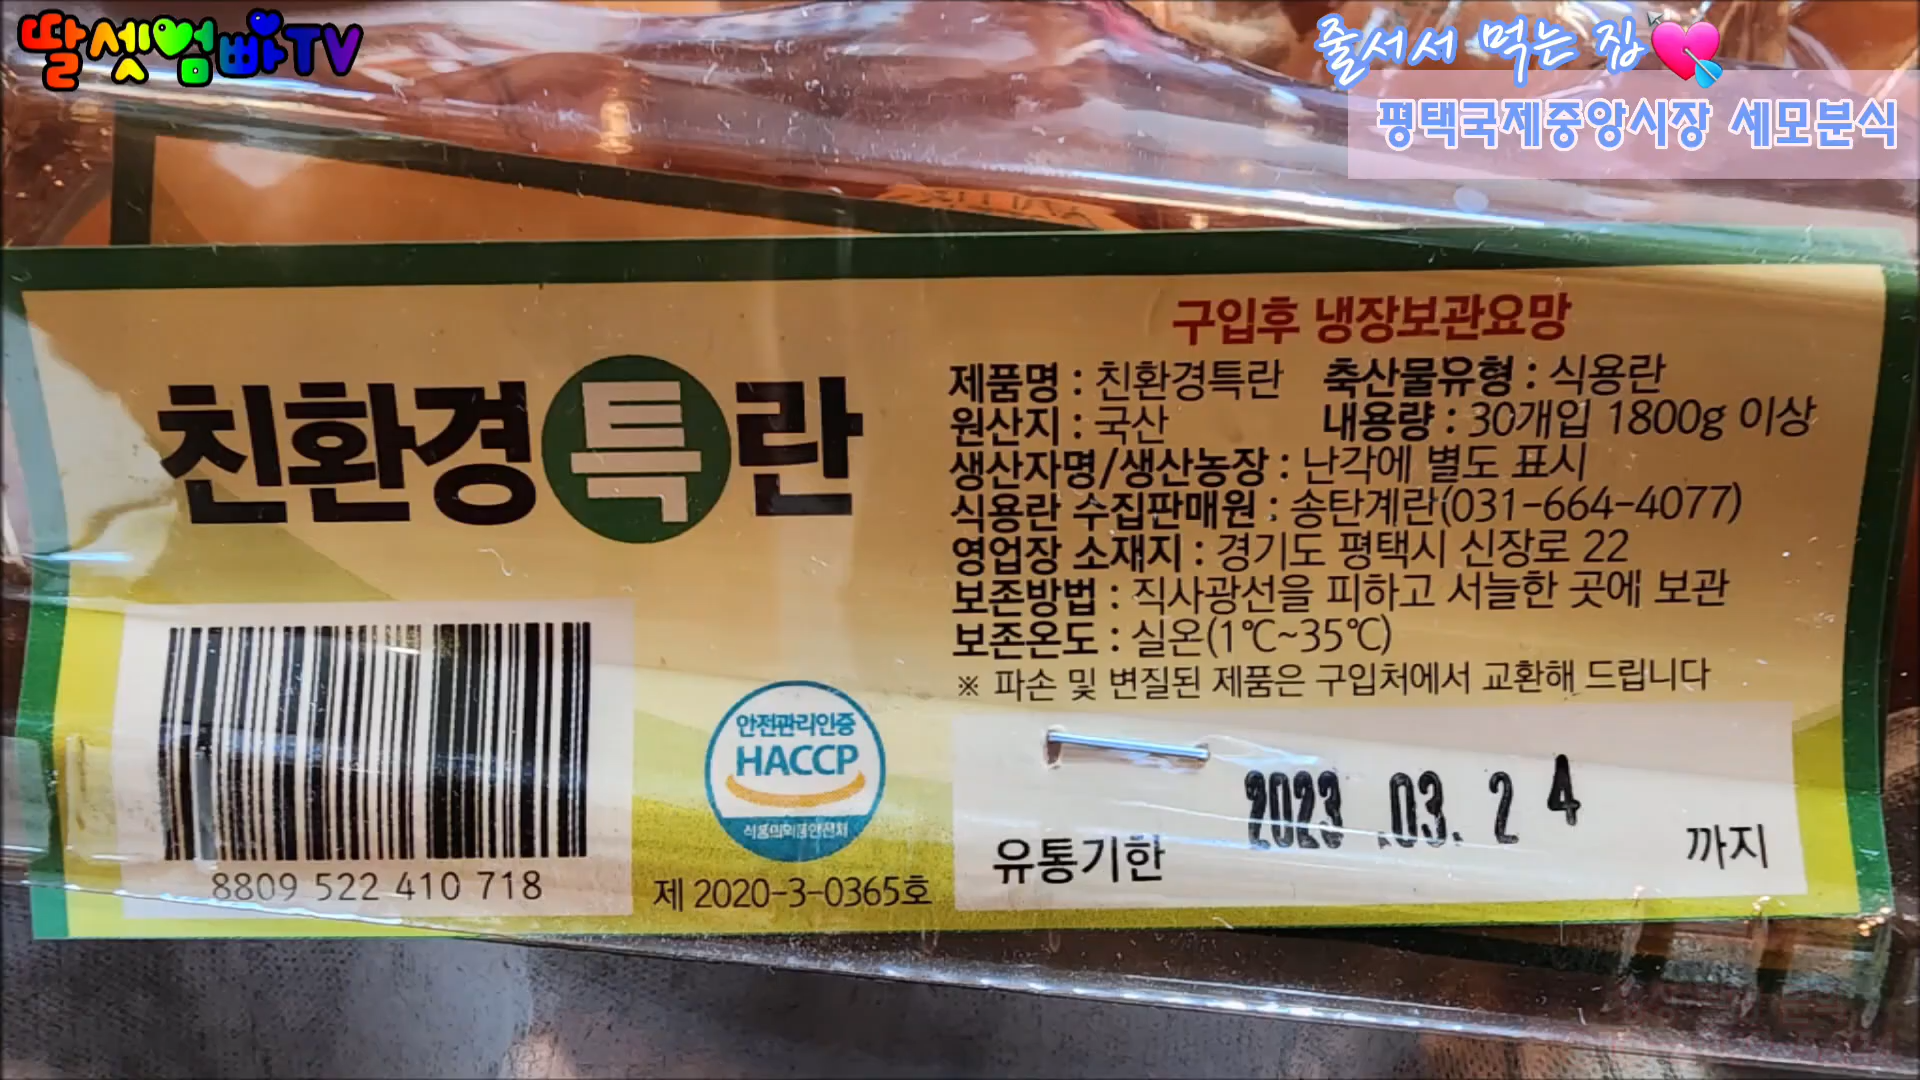 딸셋엄빠TV
줄서서 먹는 집
평택국제중앙시장 세모분식
구입후 냉장보관요망
친환경특란
제품명 : 친환경특란 축산물유형 : 식용란
원산지 : 국산 내용량 : 30개입 1800g 이상
생산자명/생산농장 : 난각에 별도 표시
식용란 수집판매원 : 송탄계란(031-664-4077)
영업장 소재지 : 경기도 평택시 신장로 22
보존방법 : 직사광선을 피하고 서늘한 곳에 보관
보존온도 : 실온(1℃~35℃)
※ 파손 및 변질된 제품은 구입처에서 교환해 드립니다
안전관리인증
HACCP
식품의약품안전처
제 2020-3-0365호
8809 522 410 718
유통기한 2023.03.24 까지